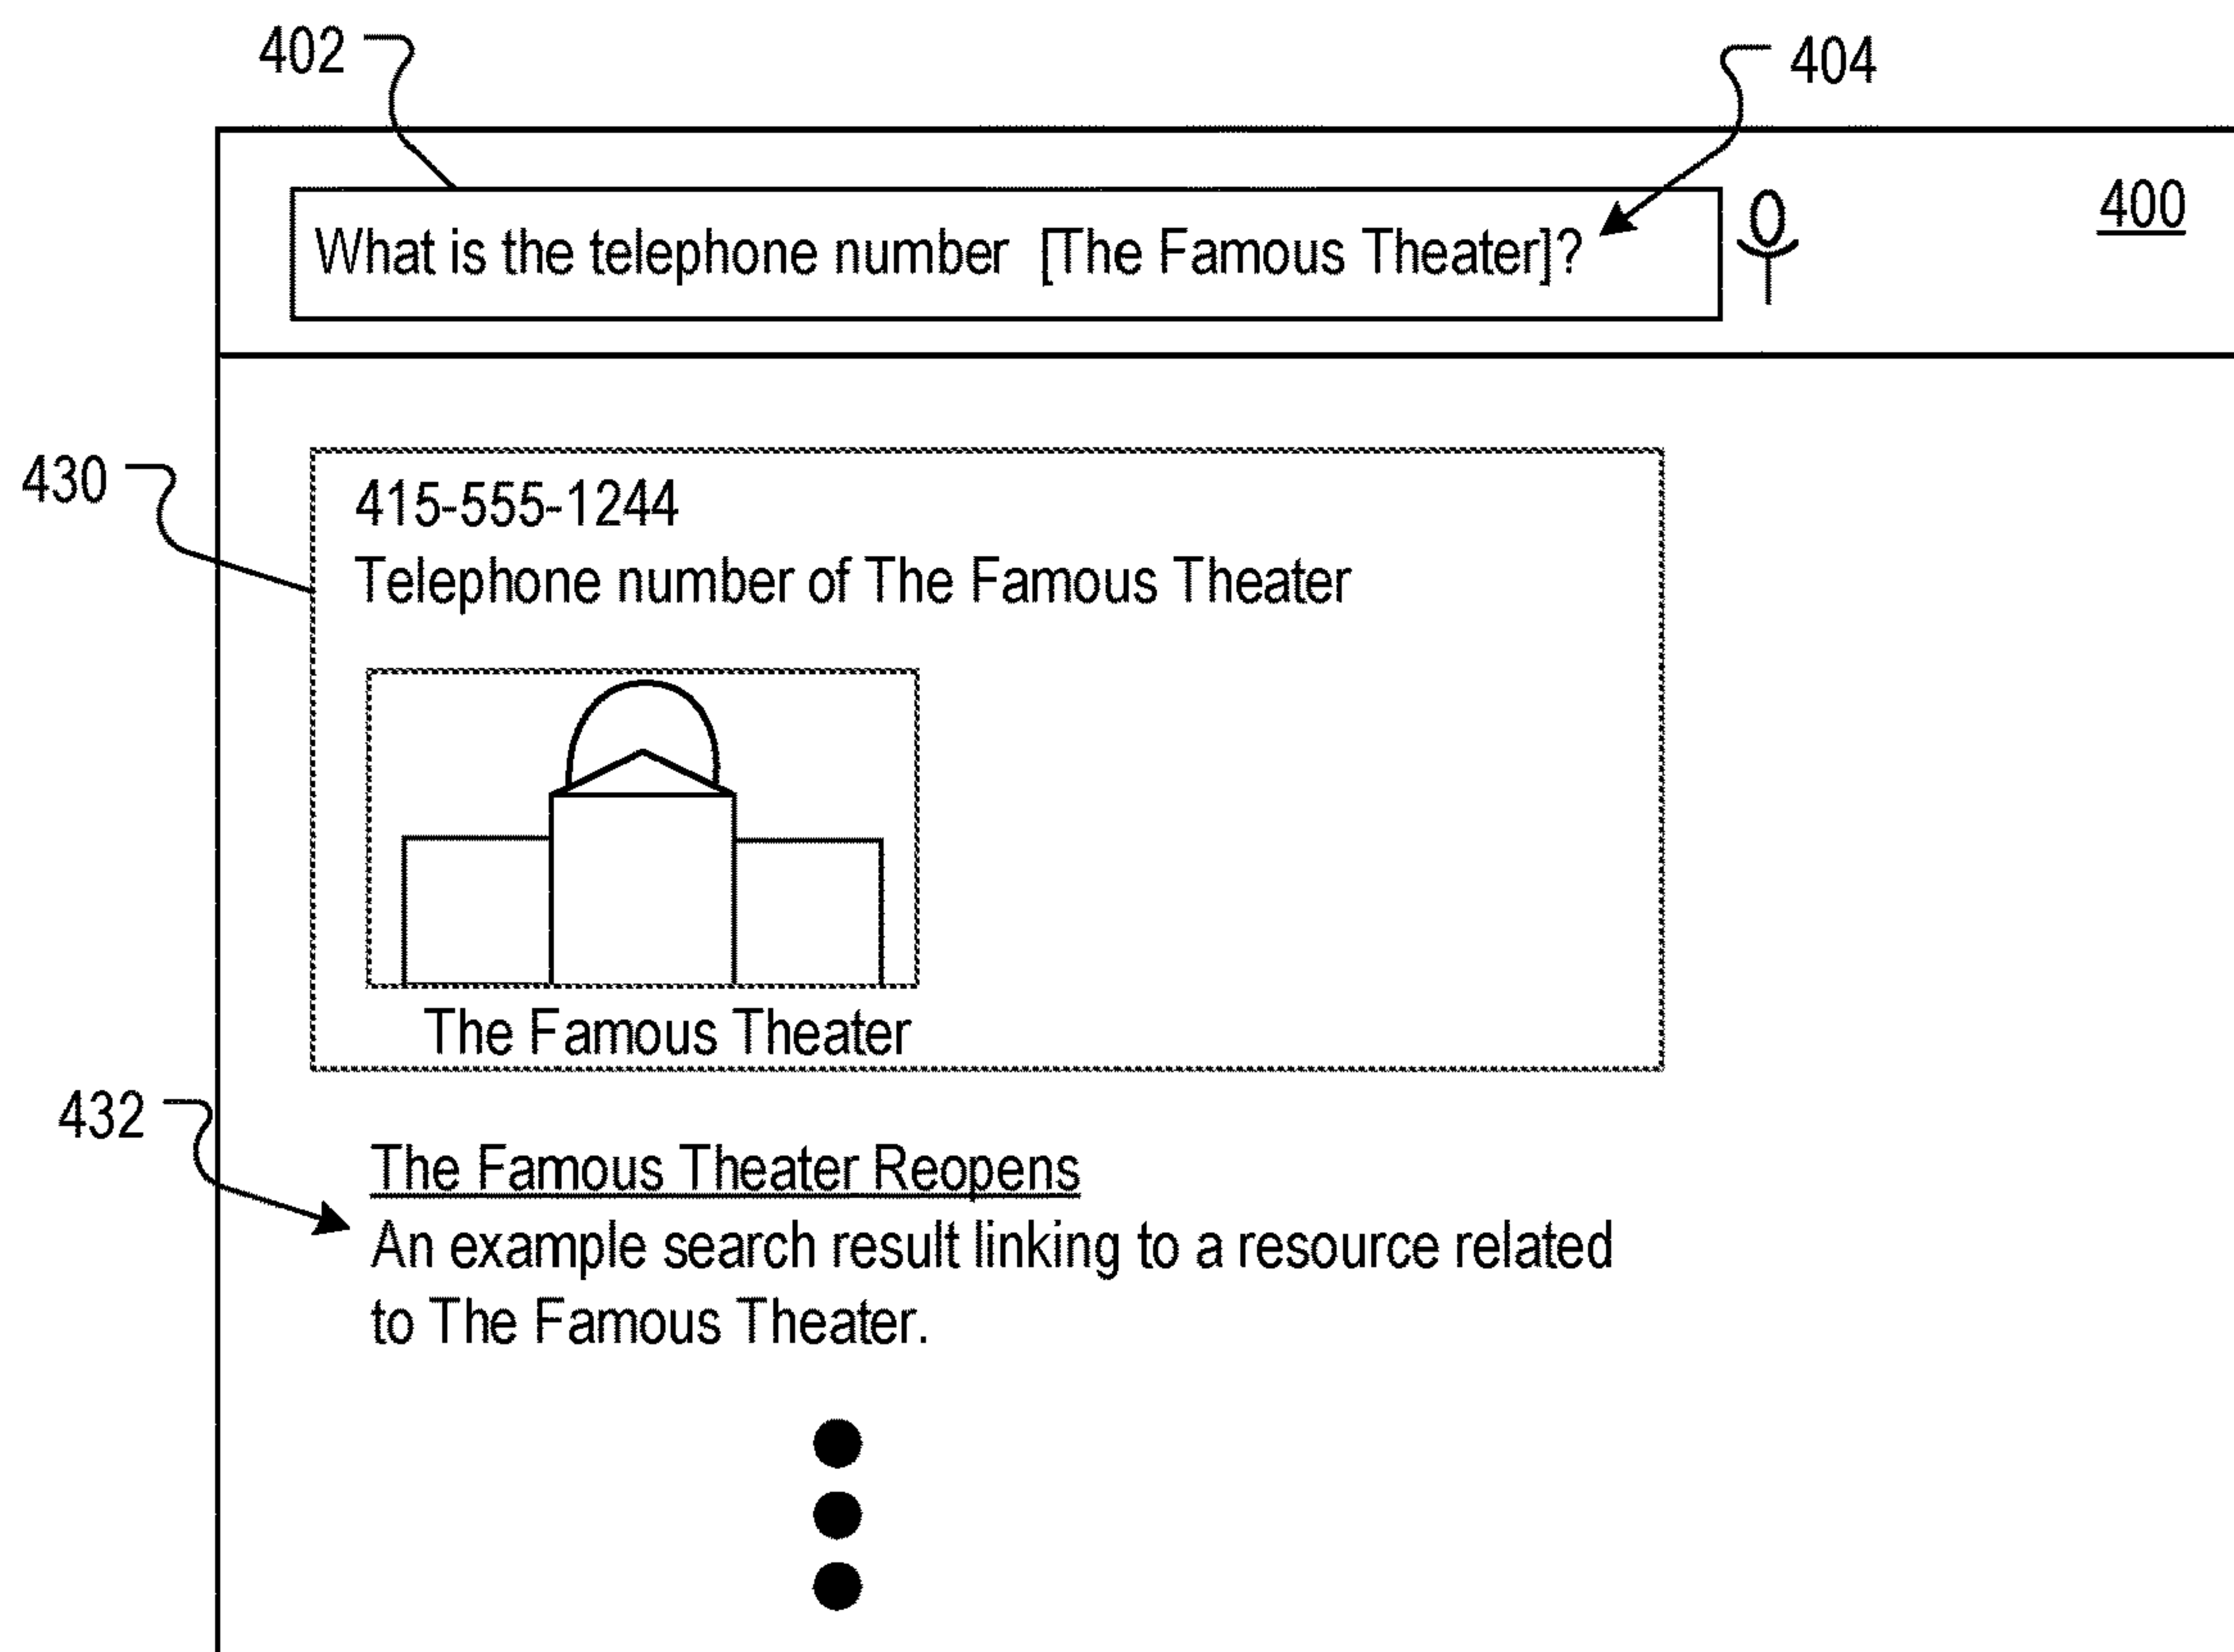 402
404
400
What is the telephone number [The Famous Theater]?
430
415-555-1244
Telephone number of The Famous Theater
The Famous Theater
432
The Famous Theater Reopens
An example search result linking to a resource related
to The Famous Theater.